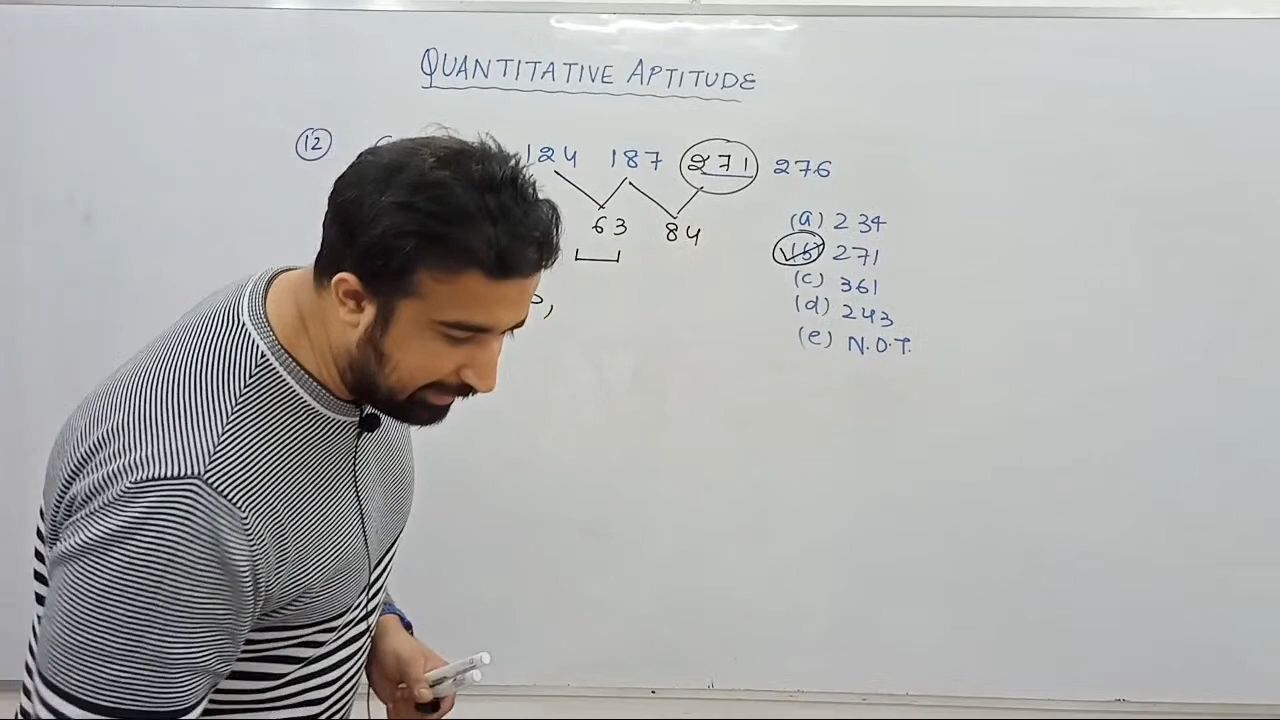 QUANTITATIVE APTITUDE
12 124 187 271 276
63 84
(a) 234
(b) 271
(c) 361
(d) 243
(e) N.O.T.